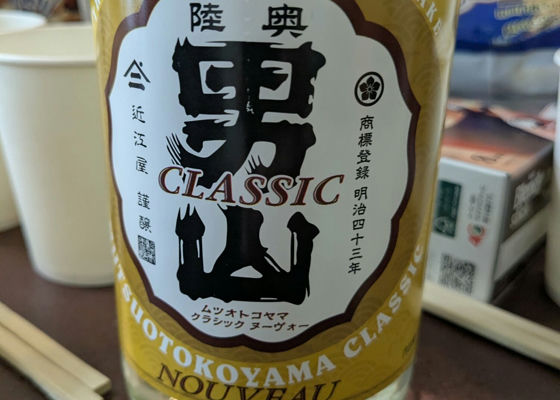 陸奥
男山
CLASSIC
商標登録 明治四十三年
近江屋 謹醸
ムツオトコヤマ
クラシック ヌーヴォー
UTSUOTOKOYAMA CLASSIC
NOUVEAU